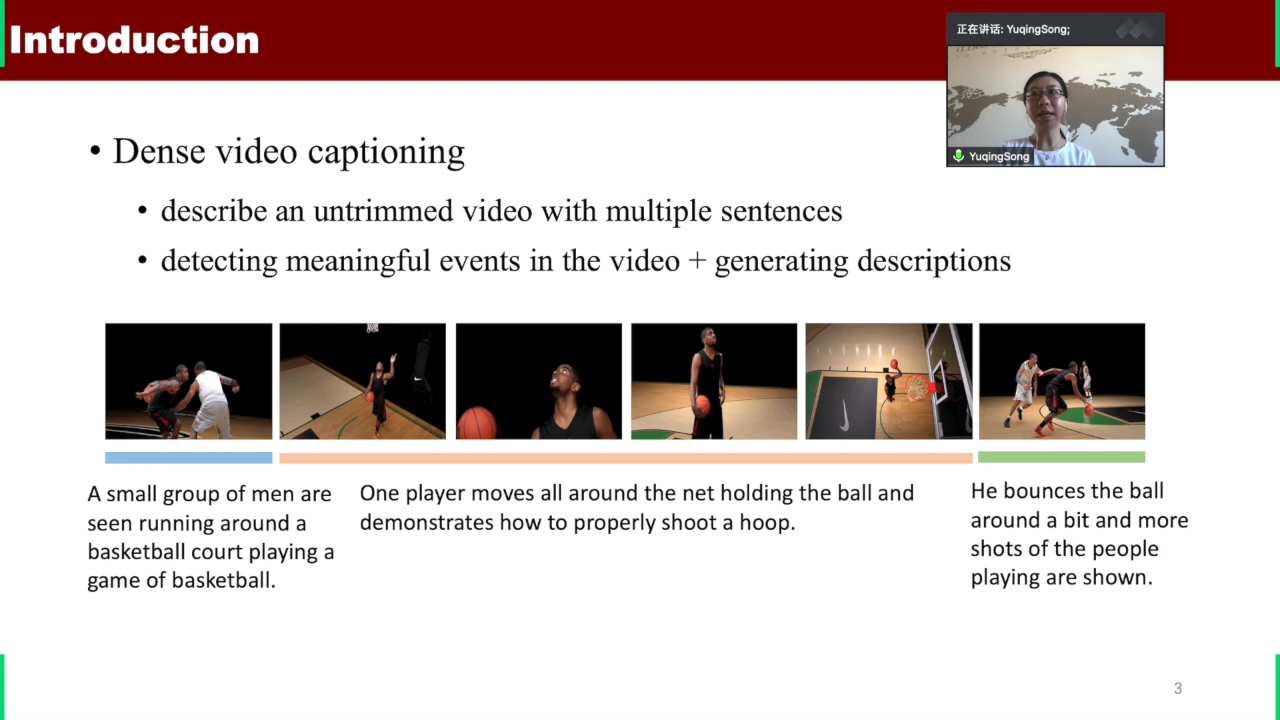 Introduction
正在讲话: YuqingSong;
YuqingSong
• Dense video captioning
• describe an untrimmed video with multiple sentences
• detecting meaningful events in the video + generating descriptions
A small group of men are
seen running around a
basketball court playing a
game of basketball.
One player moves all around the net holding the ball and
demonstrates how to properly shoot a hoop.
He bounces the ball
around a bit and more
shots of the people
playing are shown.
3